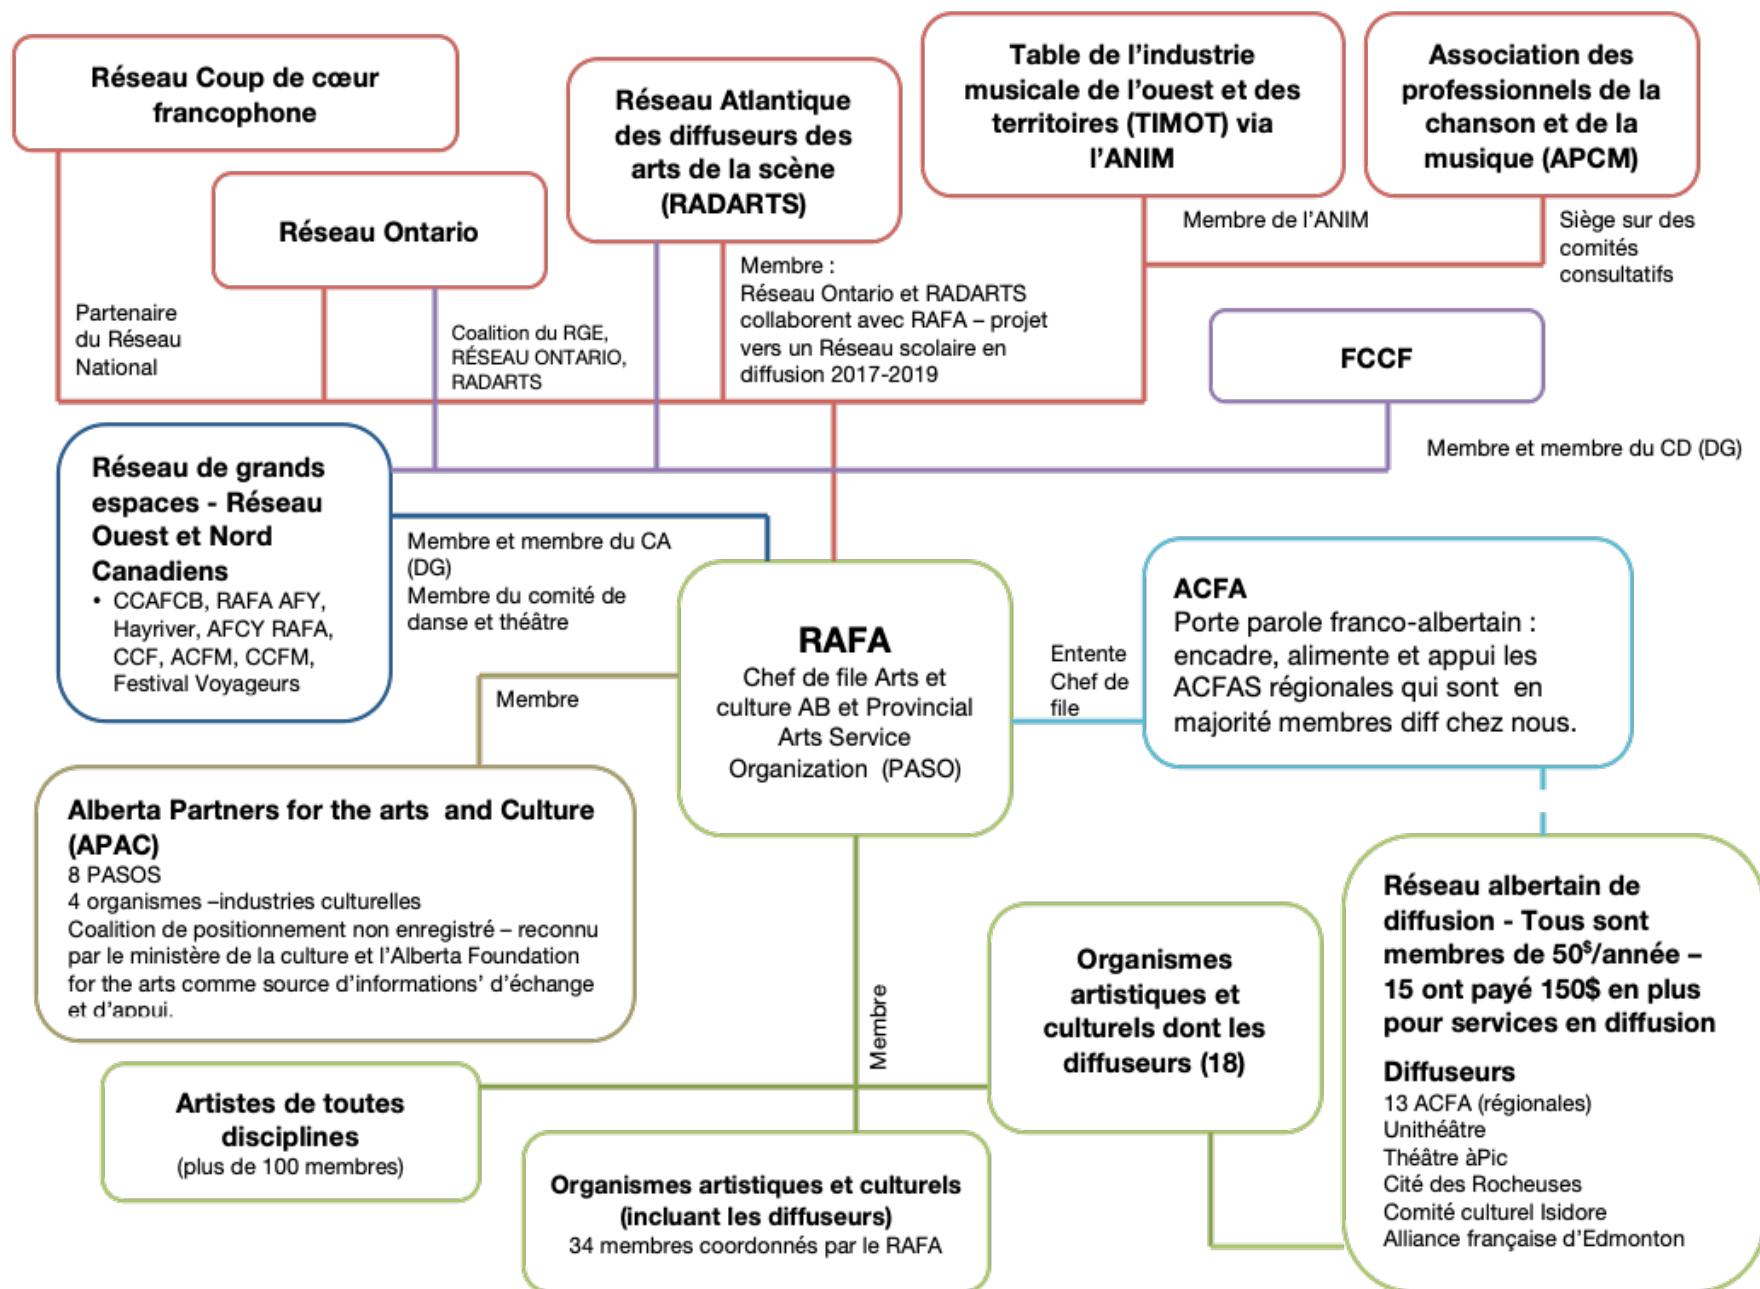 Réseau Coup de cœur
francophone
Réseau Atlantique
des diffuseurs des
arts de la scène
(RADARTS)
Table de l'industrie
musicale de l'ouest et des
territoires (TIMOT) via
l'ANIM
Association des
professionnels de la
chanson et de la
musique (APCM)
Réseau Ontario
Membre de l'ANIM
Siège sur des
comités
consultatifs
Partenaire
du Réseau
National
Coalition du RGE,
RÉSEAU ONTARIO,
RADARTS
Membre :
Réseau Ontario et RADARTS
collaborent avec RAFA – projet
vers un Réseau scolaire en
diffusion 2017-2019
FCCF
Membre et membre du CD (DG)
Réseau de grands
espaces - Réseau
Ouest et Nord
Canadiens
• CCAFCB, RAFA AFY,
Hayriver, AFCY RAFA,
CCF, ACFM, CCFM,
Festival Voyageurs
Membre et membre du CA
(DG)
Membre du comité de
danse et théâtre
RAFA
Chef de file Arts et
culture AB et Provincial
Arts Service
Organization (PASO)
Entente
Chef de
file
ACFA
Porte parole franco-albertain :
encadre, alimente et appui les
ACFAS régionales qui sont en
majorité membres diff chez nous.
Membre
Alberta Partners for the arts and Culture
(APAC)
8 PASOS
4 organismes –industries culturelles
Coalition de positionnement non enregistré – reconnu
par le ministère de la culture et l'Alberta Foundation
for the arts comme source d'informations' d'échange
et d'appui.
Membre
Organismes
artistiques et
culturels dont les
diffuseurs (18)
Réseau albertain de
diffusion - Tous sont
membres de 50$/année –
15 ont payé 150$ en plus
pour services en diffusion
Diffuseurs
13 ACFA (régionales)
Unithéâtre
Théâtre àPic
Cité des Rocheuses
Comité culturel Isidore
Alliance française d'Edmonton
Artistes de toutes
disciplines
(plus de 100 membres)
Organismes artistiques et culturels
(incluant les diffuseurs)
34 membres coordonnés par le RAFA